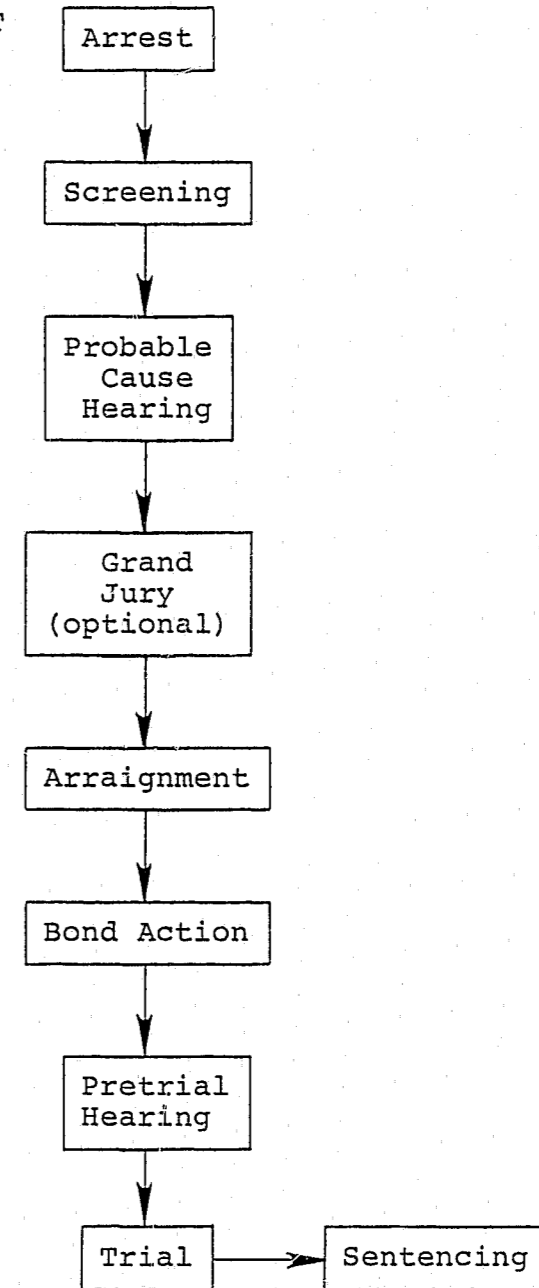 Arrest
Screening
Probable
Cause
Hearing
Grand
Jury
(optional)
Arraignment
Bond Action
Pretrial
Hearing
Trial
Sentencing